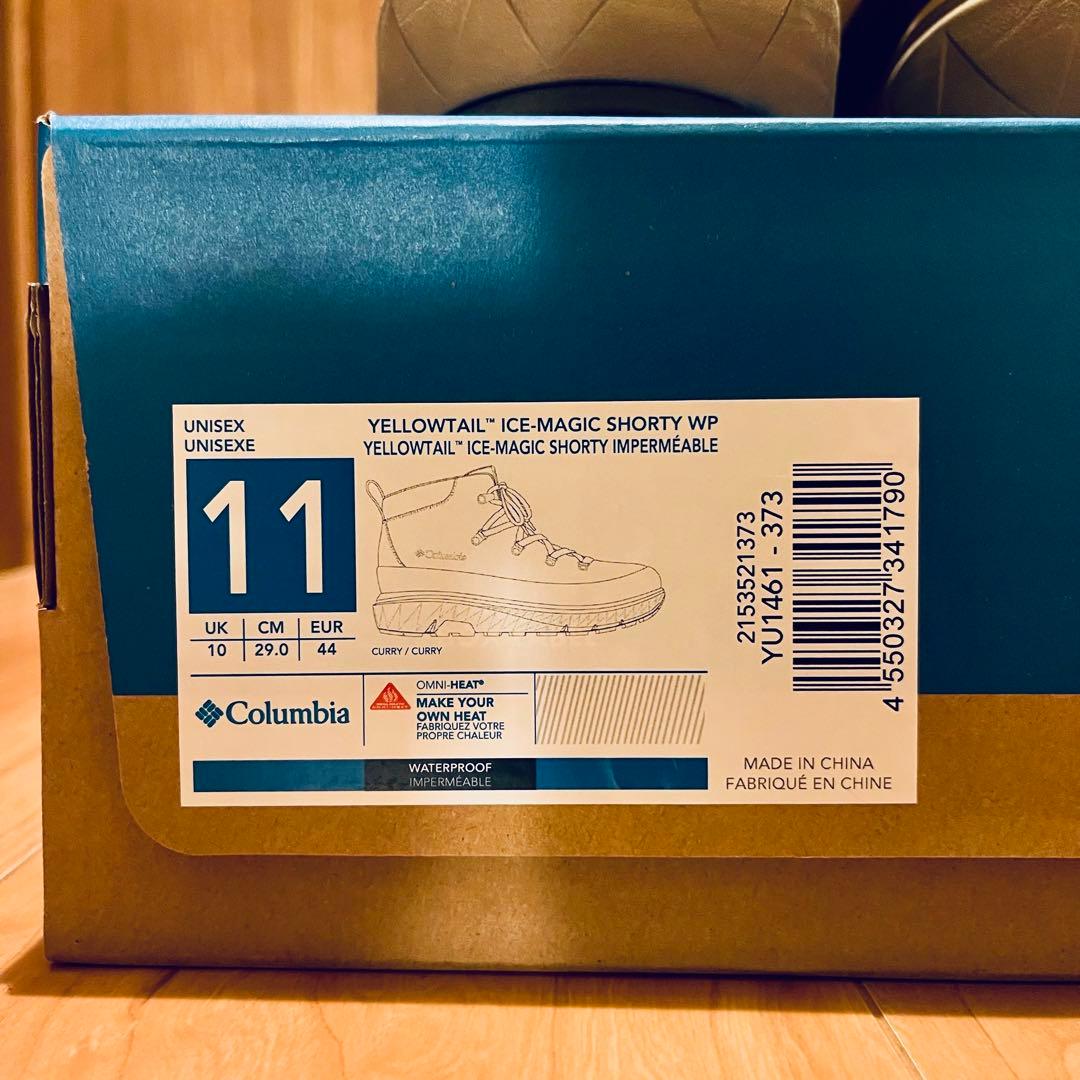 UNISEX
UNISEXE
11
UK CM EUR
10 29.0 44
YELLOWTAIL™ ICE-MAGIC SHORTY WP
YELLOWTAIL™ ICE-MAGIC SHORTY IMPERMÉABLE
Columbia
CURRY / CURRY
Columbia
OMNI-HEAT®
MAKE YOUR
OWN HEAT
FABRIQUEZ VOTRE
PROPRE CHALEUR
WATERPROOF
IMPERMÉABLE
2153521373
YU1461 - 373
4 550327 341790
MADE IN CHINA
FABRIQUÉ EN CHINE